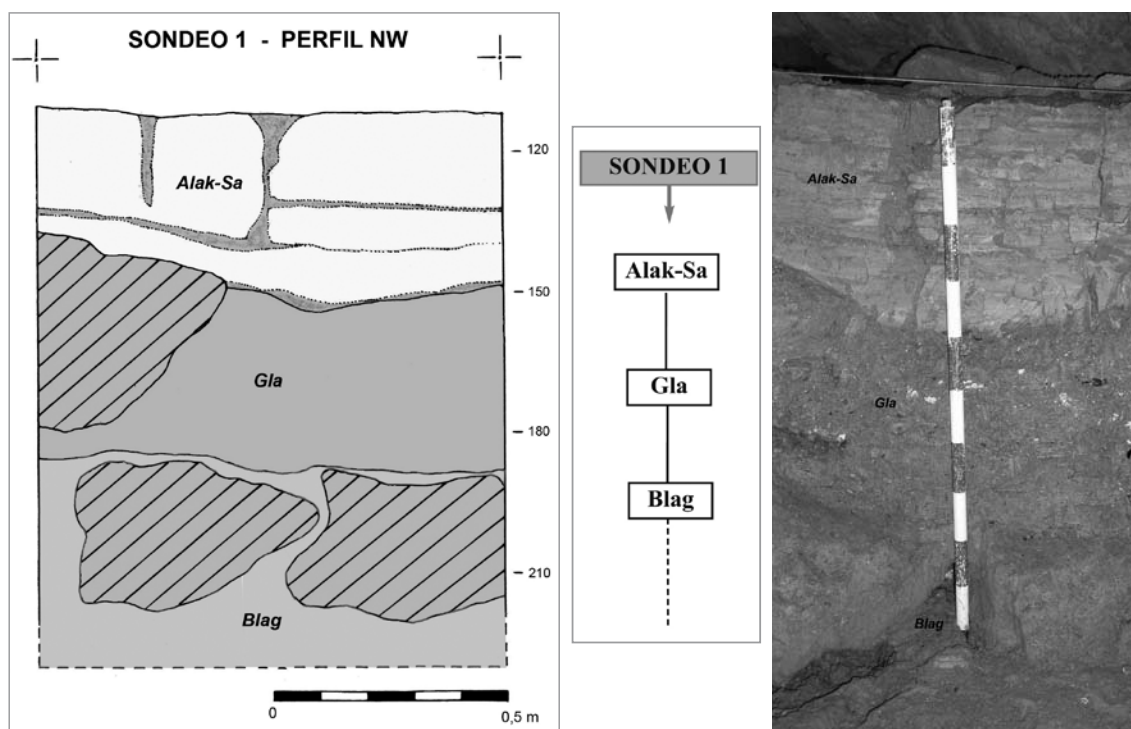 SONDEO 1 - PERFIL NW
120
Alak-Sa
150
Gla
180
210
Blag
0
0,5 m
SONDEO 1
Alak-Sa
Gla
Blag
Alak-Sa
Gla
Blag